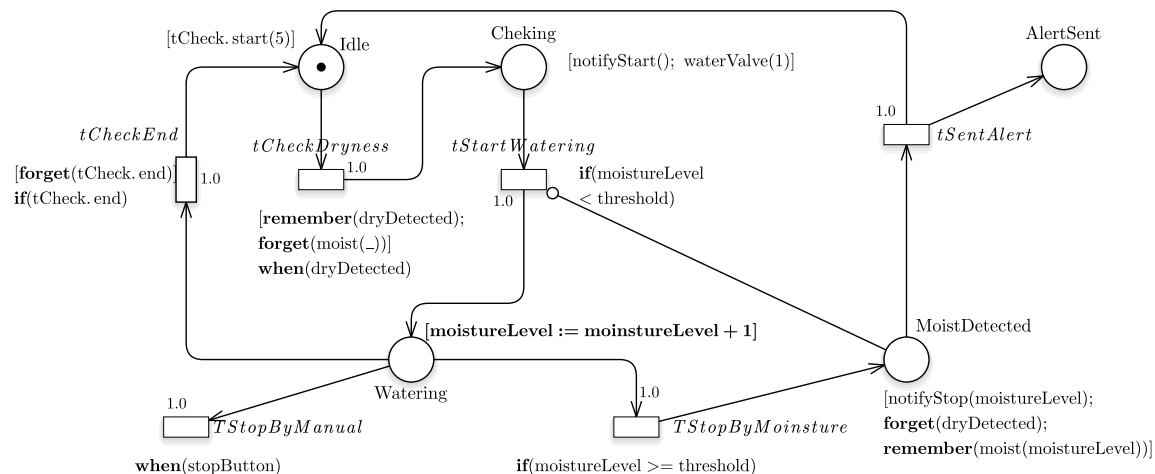 Cheking
AlertSent
[tCheck.start(5)]
Idle
[notifyStart(); waterValve(1)]
1.0
tCheckEnd
tCheckDryness
tStartWatering
tSentAlert
[forget(tCheck.end)]
if(tCheck.end)
1.0
1.0
1.0
if(moistureLevel
< threshold)
[remember(dryDetected);
forget(moist(_))]
when(dryDetected)
[moistureLevel := moinstureLevel + 1]
MoistDetected
Watering
1.0
1.0
TStopByManual
TStopByMoinsture
[notifyStop(moistureLevel);
forget(dryDetected);
remember(moist(moistureLevel))]
when(stopButton)
if(moistureLevel >= threshold)